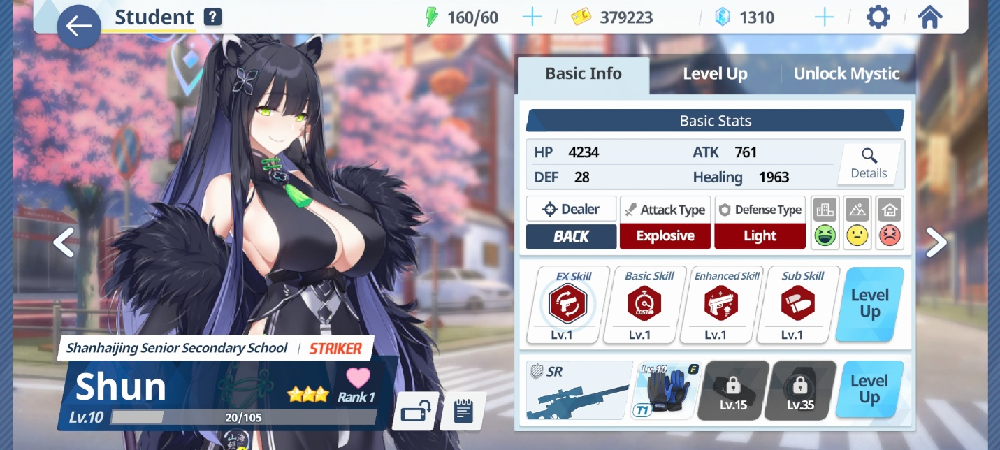 Student ?
160/60
379223
1310
Basic Info
Level Up
Unlock Mystic
Basic Stats
HP 4234
ATK 761
DEF 28
Healing 1963
Details
Dealer
Attack Type
Defense Type
BACK
Explosive
Light
EX Skill
Basic Skill
Enhanced Skill
Sub Skill
COST
Lv.1
Lv.1
Lv.1
Lv.1
Level
Up
Shanhaijing Senior Secondary School | STRIKER
Shun
Rank 1
Lv.10
20/105
SR
Lv.10
E
T1
Lv.15
Lv.35
Level
Up
山海